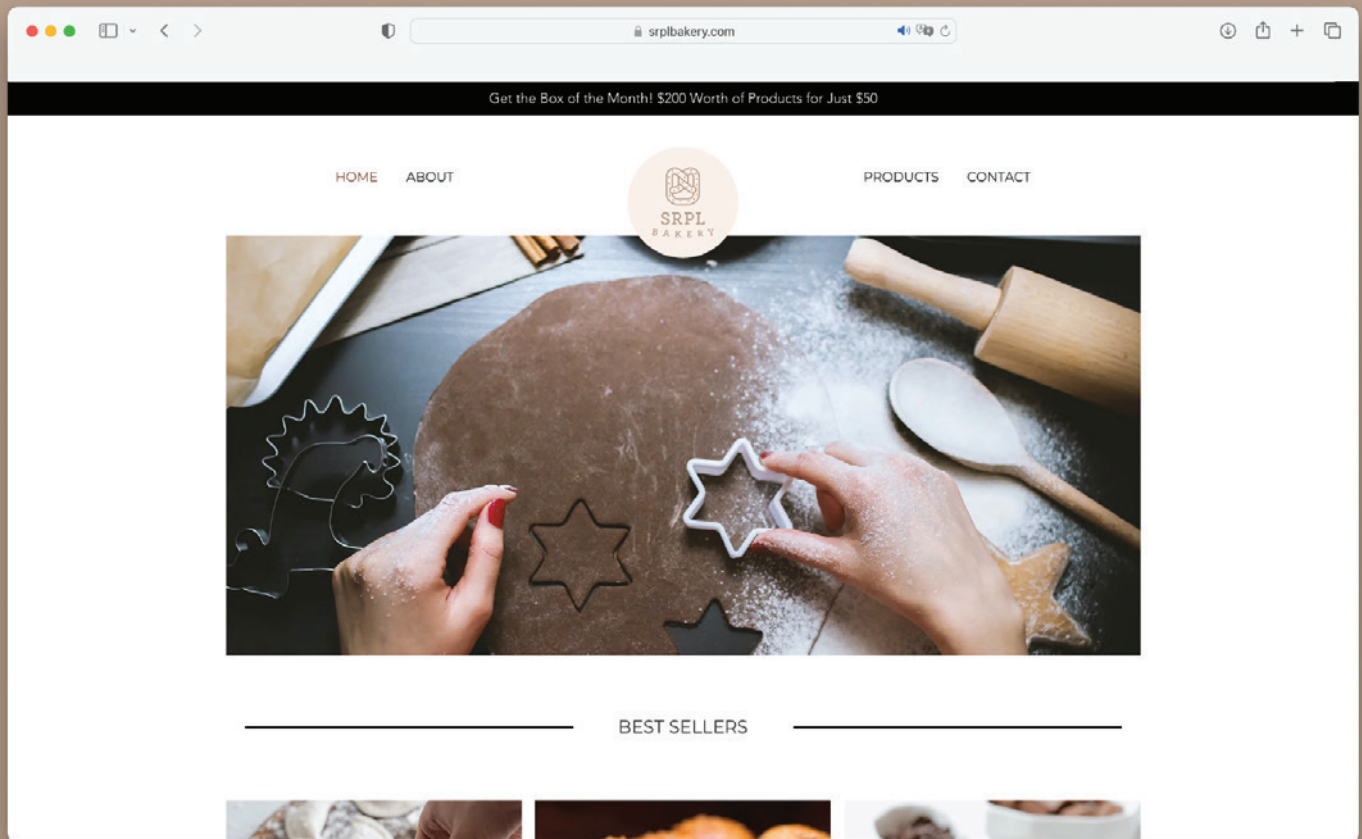 srplbakery.com
Get the Box of the Month! $200 Worth of Products for Just $50
HOME ABOUT
SRPL
BAKERY
PRODUCTS CONTACT
BEST SELLERS